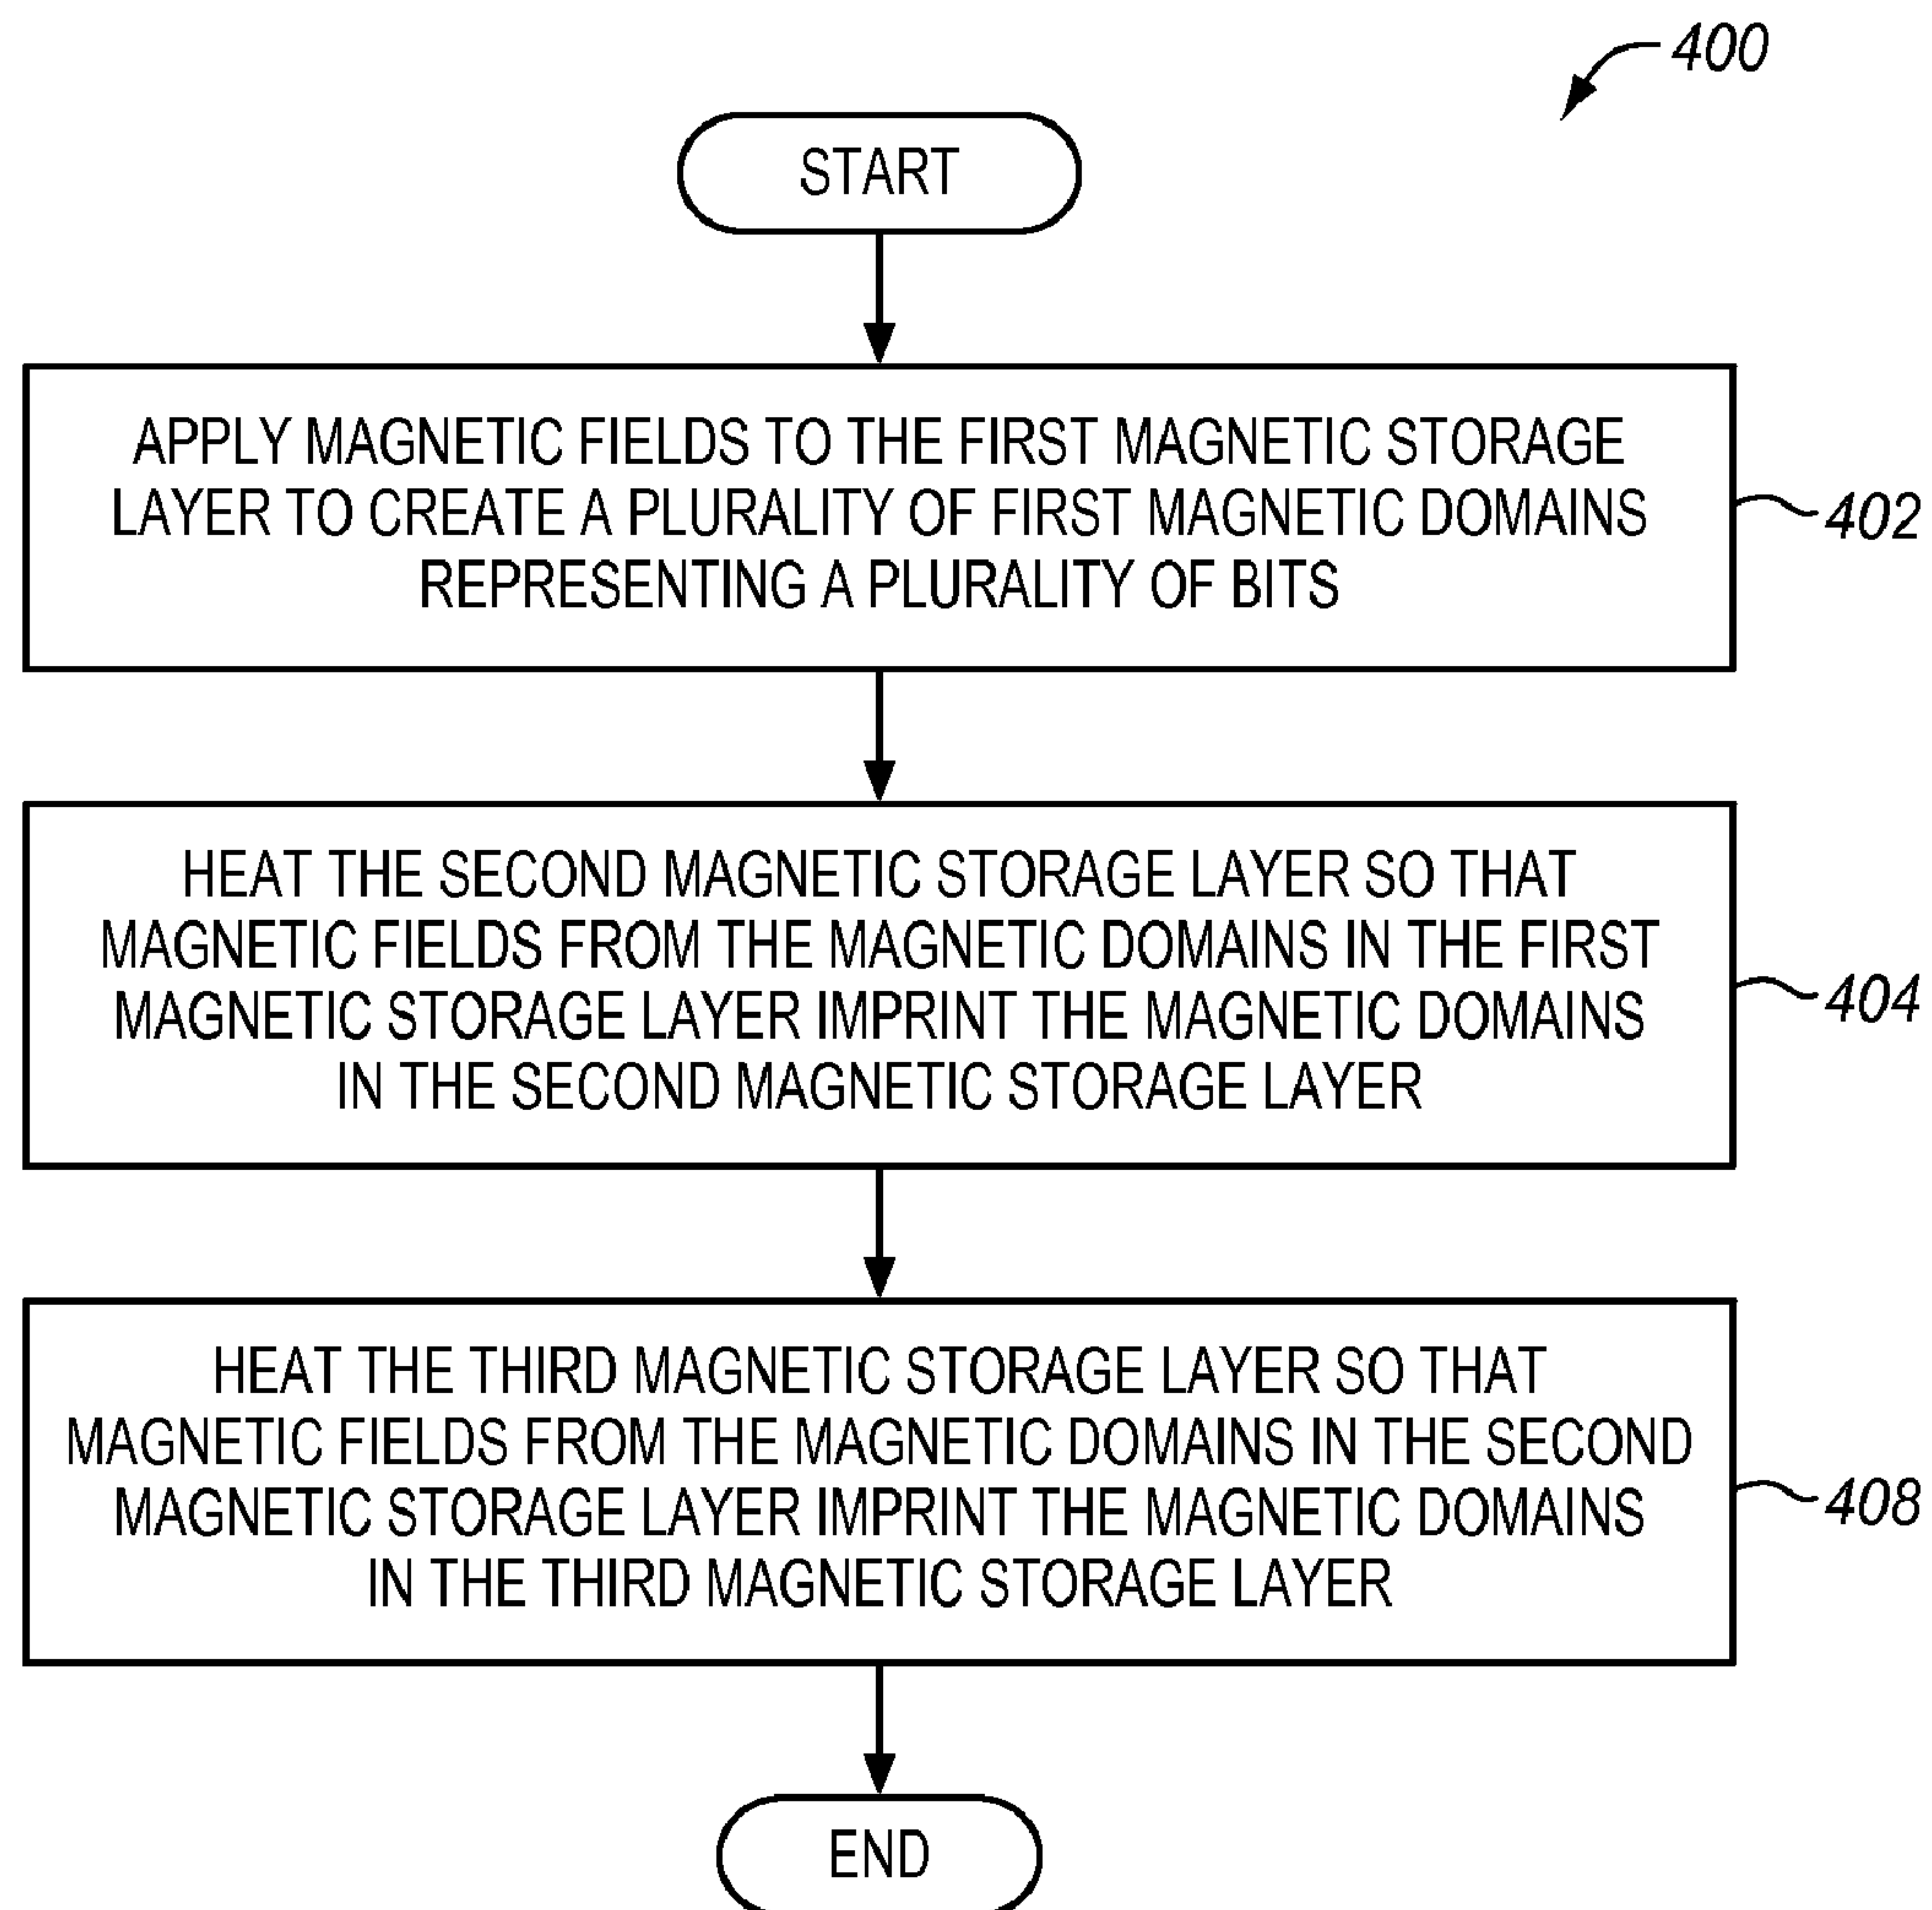 400
START
APPLY MAGNETIC FIELDS TO THE FIRST MAGNETIC STORAGE
LAYER TO CREATE A PLURALITY OF FIRST MAGNETIC DOMAINS
REPRESENTING A PLURALITY OF BITS
402
HEAT THE SECOND MAGNETIC STORAGE LAYER SO THAT
MAGNETIC FIELDS FROM THE MAGNETIC DOMAINS IN THE FIRST
MAGNETIC STORAGE LAYER IMPRINT THE MAGNETIC DOMAINS
IN THE SECOND MAGNETIC STORAGE LAYER
404
HEAT THE THIRD MAGNETIC STORAGE LAYER SO THAT
MAGNETIC FIELDS FROM THE MAGNETIC DOMAINS IN THE SECOND
MAGNETIC STORAGE LAYER IMPRINT THE MAGNETIC DOMAINS
IN THE THIRD MAGNETIC STORAGE LAYER
408
END